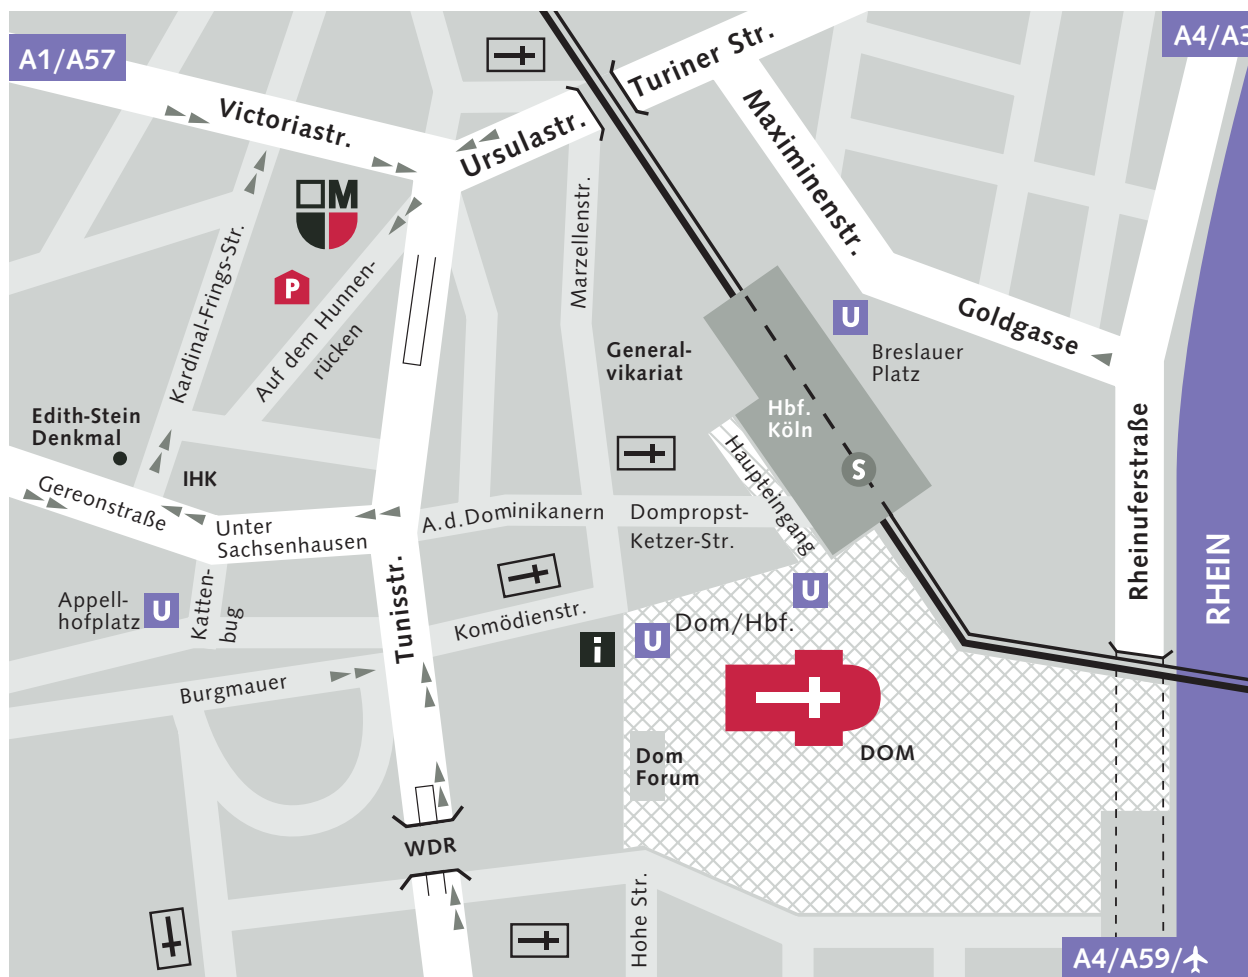 A1/A57
Turiner Str.
A4/A3
Victoriastr.
Ursulastr.
Maximinenstr.
M
P
Kardinal-Frings-Str.
Auf dem Hunnen-
rücken
Marzellenstr.
U
Goldgasse
General-
vikariat
Breslauer
Platz
Hbf.
Köln
S
Edith-Stein
Denkmal
IHK
Haupteingang
Rheinuferstraße
RHEIN
Gereonstraße
Unter
Sachsenhausen
A.d.Dominikanern
Dompropst-
Ketzer-Str.
Appell-
hofplatz
U
Katten-
bug
Tunisstr.
Komödienstr.
U
i
U
Dom/Hbf.
Burgmauer
DOM
Dom
Forum
WDR
Hohe Str.
A4/A59/